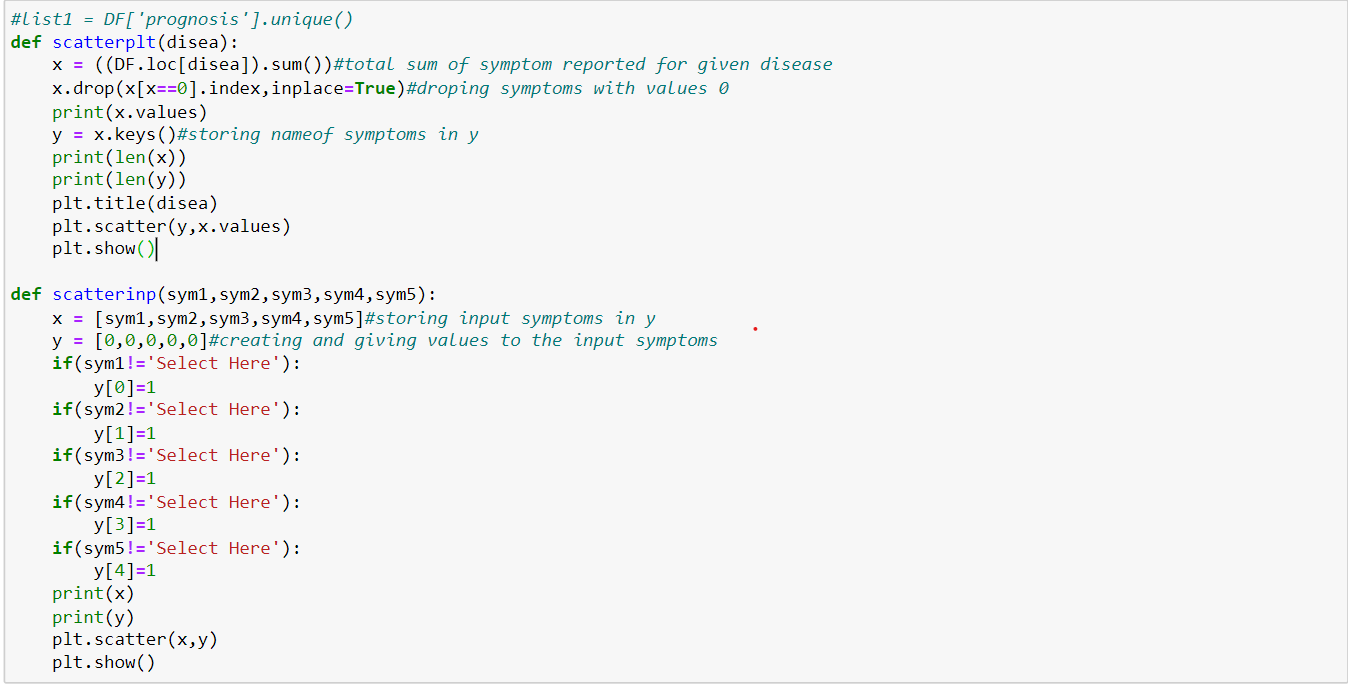 #list1 = DF['prognosis'].unique()
def scatterplt(disea):
    x = ((DF.loc[disea]).sum())#total sum of symptom reported for given disease
    x.drop(x[x==0].index,inplace=True)#droping symptoms with values 0
    print(x.values)
    y = x.keys()#storing nameof symptoms in y
    print(len(x))
    print(len(y))
    plt.title(disea)
    plt.scatter(y,x.values)
    plt.show()
def scatterinp(sym1,sym2,sym3,sym4,sym5):
    x = [sym1,sym2,sym3,sym4,sym5]#storing input symptoms in y
    y = [0,0,0,0,0]#creating and giving values to the input symptoms
    if(sym1!='Select Here'):
        y[0]=1
    if(sym2!='Select Here'):
        y[1]=1
    if(sym3!='Select Here'):
        y[2]=1
    if(sym4!='Select Here'):
        y[3]=1
    if(sym5!='Select Here'):
        y[4]=1
    print(x)
    print(y)
    plt.scatter(x,y)
    plt.show()